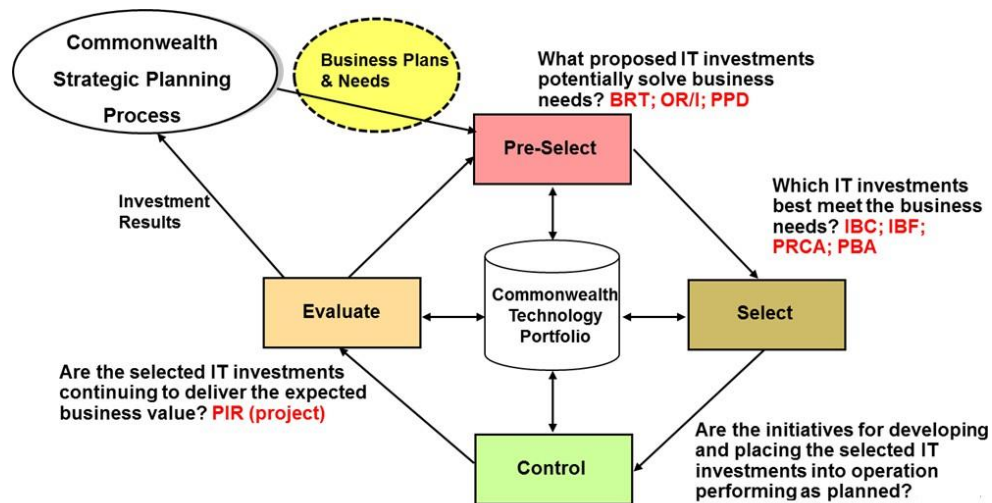 Commonwealth
Strategic Planning
Process
Business Plans
& Needs
What proposed IT investments
potentially solve business
needs? BRT; OR/I; PPD
Pre-Select
Investment
Results
Which IT investments
best meet the business
needs? IBC; IBF;
PRCA; PBA
Evaluate
Commonwealth
Technology
Portfolio
Select
Are the selected IT investments
continuing to deliver the expected
business value? PIR (project)
Control
Are the initiatives for developing
and placing the selected IT
investments into operation
performing as planned?